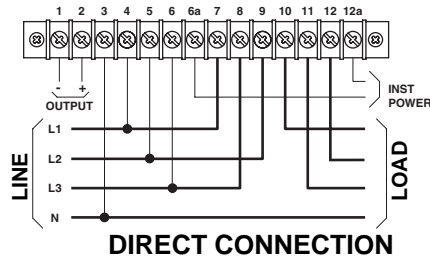 1 2 3 4 5 6 6a 7 8 9 10 11 12 12a
- +
OUTPUT
INST
POWER
LINE
L1
L2
L3
N
LOAD
DIRECT CONNECTION